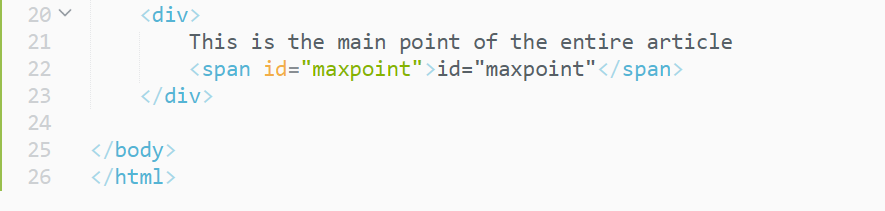 20 <div>
21 This is the main point of the entire article
22 <span id="maxpoint">id="maxpoint"</span>
23 </div>
24
25 </body>
26 </html>